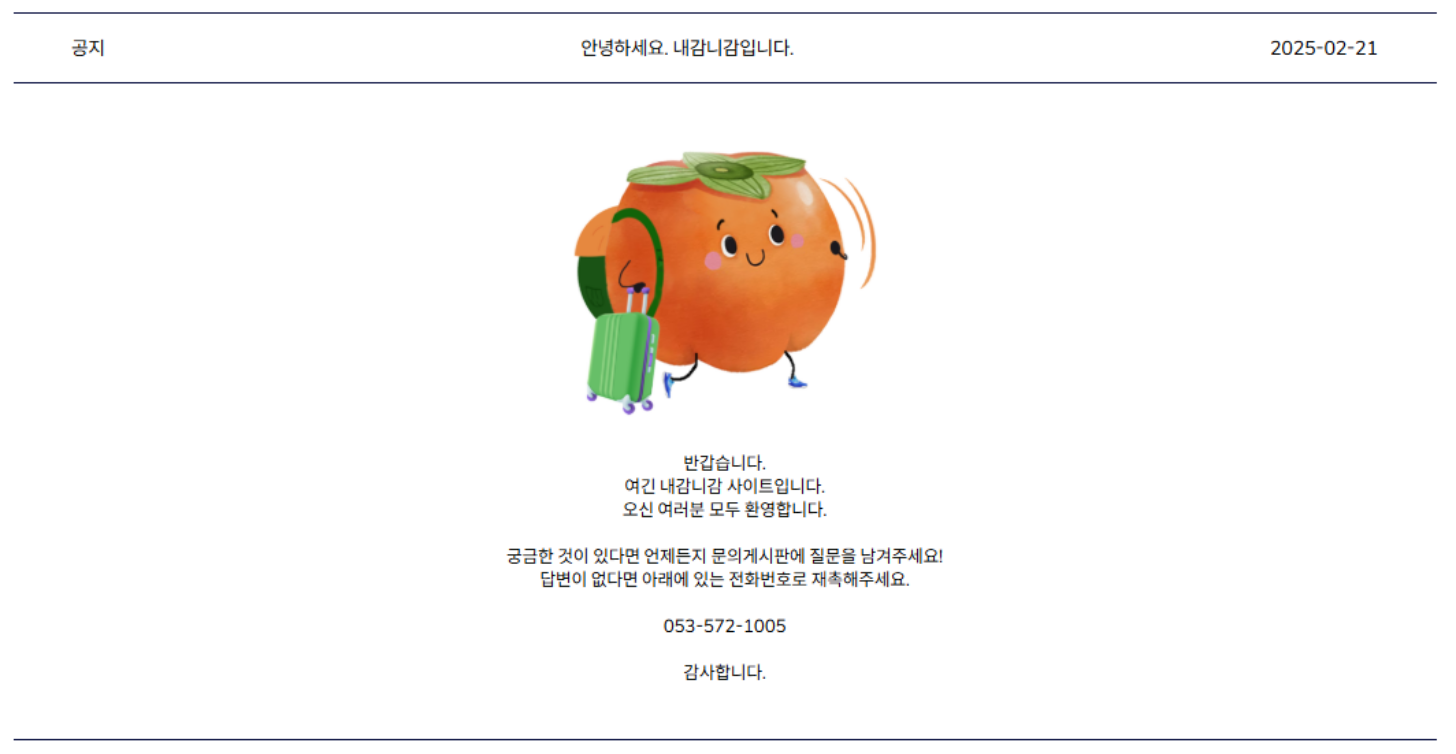 공지
안녕하세요. 내감니감입니다.
2025-02-21
반갑습니다.
여긴 내감니감 사이트입니다.
오신 여러분 모두 환영합니다.
궁금한 것이 있다면 언제든지 문의게시판에 질문을 남겨주세요!
답변이 없다면 아래에 있는 전화번호로 재촉해주세요.
053-572-1005
감사합니다.